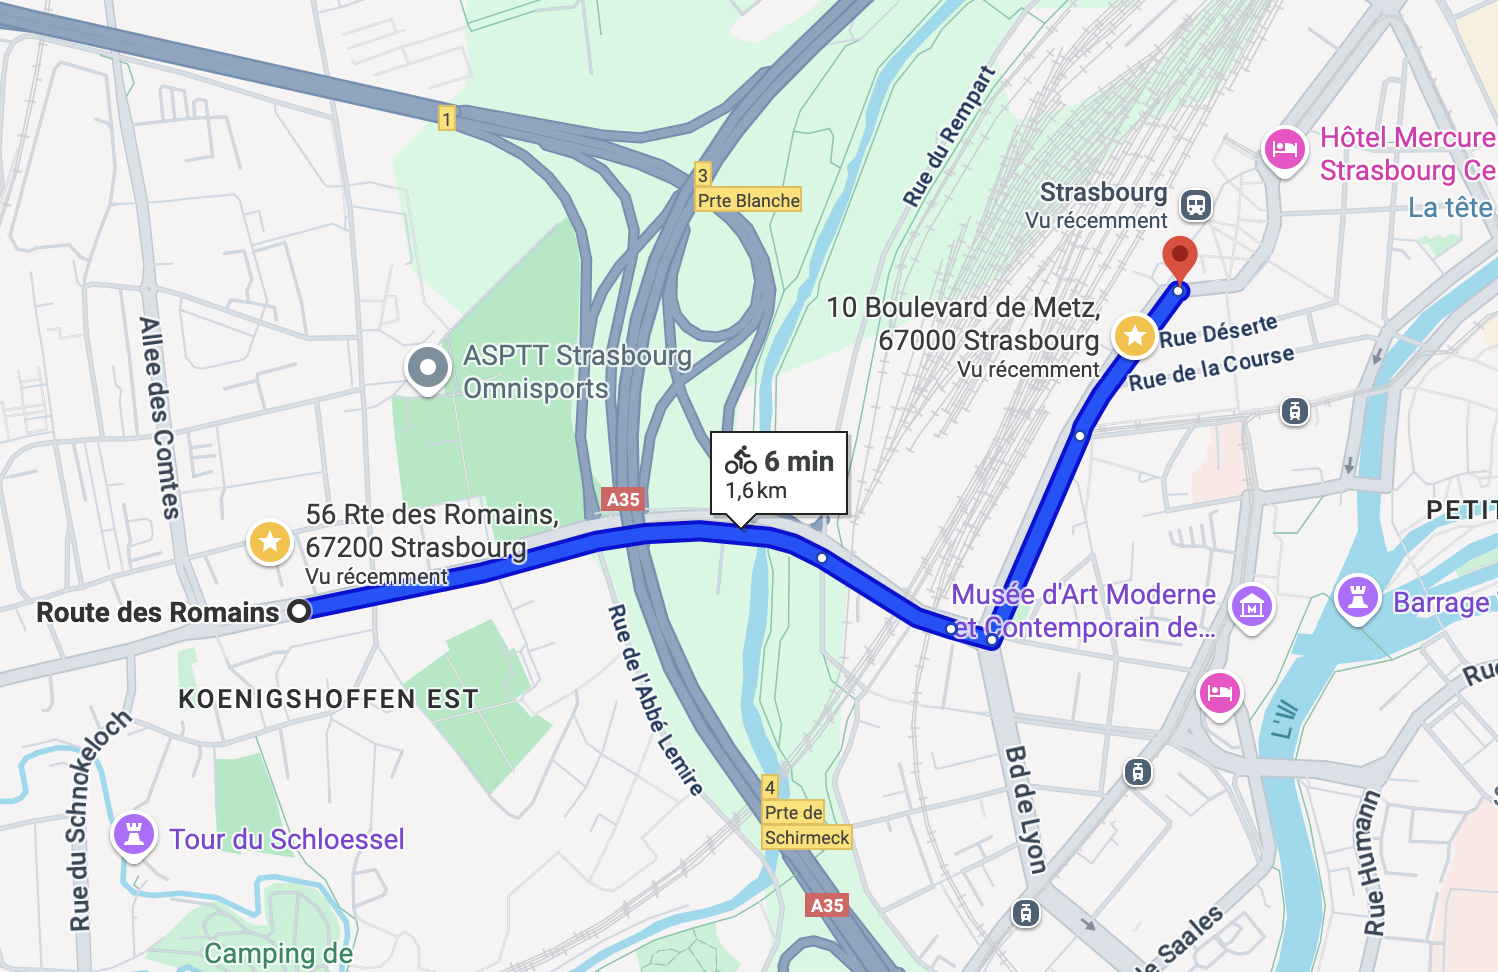 1
3
Prte Blanche
Rue du Rempart
Hôtel Mercure
Strasbourg Ce
La tête
Strasbourg
Vu récemment
10 Boulevard de Metz,
67000 Strasbourg
Vu récemment
Rue Déserte
Rue de la Course
Allee des Comtes
ASPTT Strasbourg
Omnisports
6 min
1,6 km
A35
56 Rte des Romains,
67200 Strasbourg
Vu récemment
Route des Romains
PETIT
Musée d'Art Moderne
et Contemporain de...
Barrage
KOENIGSHOFFEN EST
Rue de l'Abbé Lemire
Rue
L'Ill
Rue du Schnokeloch
Tour du Schloessel
4
Prte de
Schirmeck
Bd de Lyon
Rue Humann
A35
de Saales
Camping de